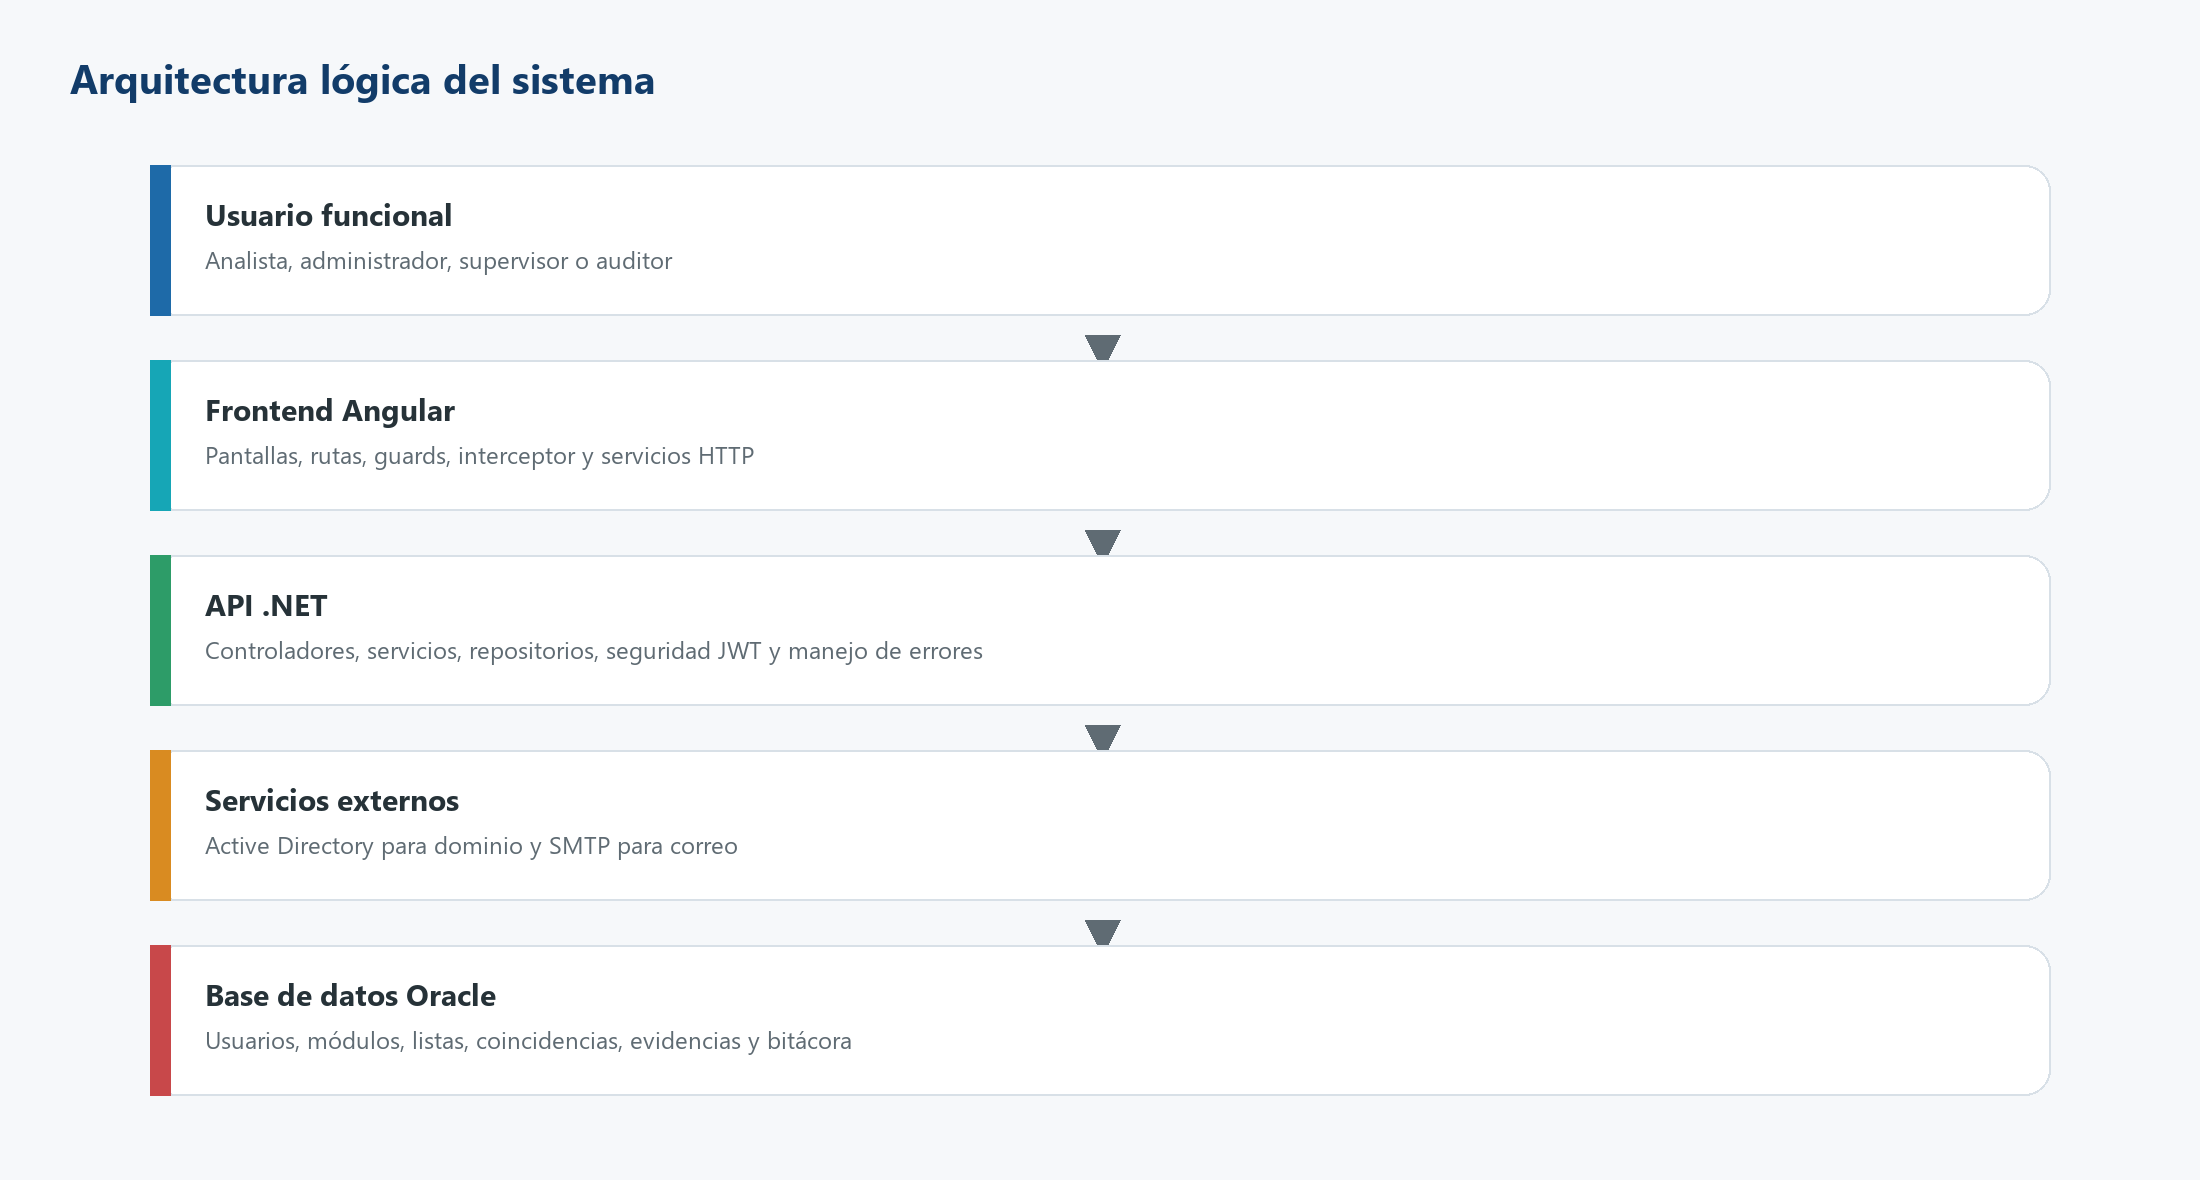 Arquitectura lógica del sistema
Usuario funcional
Analista, administrador, supervisor o auditor
Frontend Angular
Pantallas, rutas, guards, interceptor y servicios HTTP
API .NET
Controladores, servicios, repositorios, seguridad JWT y manejo de errores
Servicios externos
Active Directory para dominio y SMTP para correo
Base de datos Oracle
Usuarios, módulos, listas, coincidencias, evidencias y bitácora